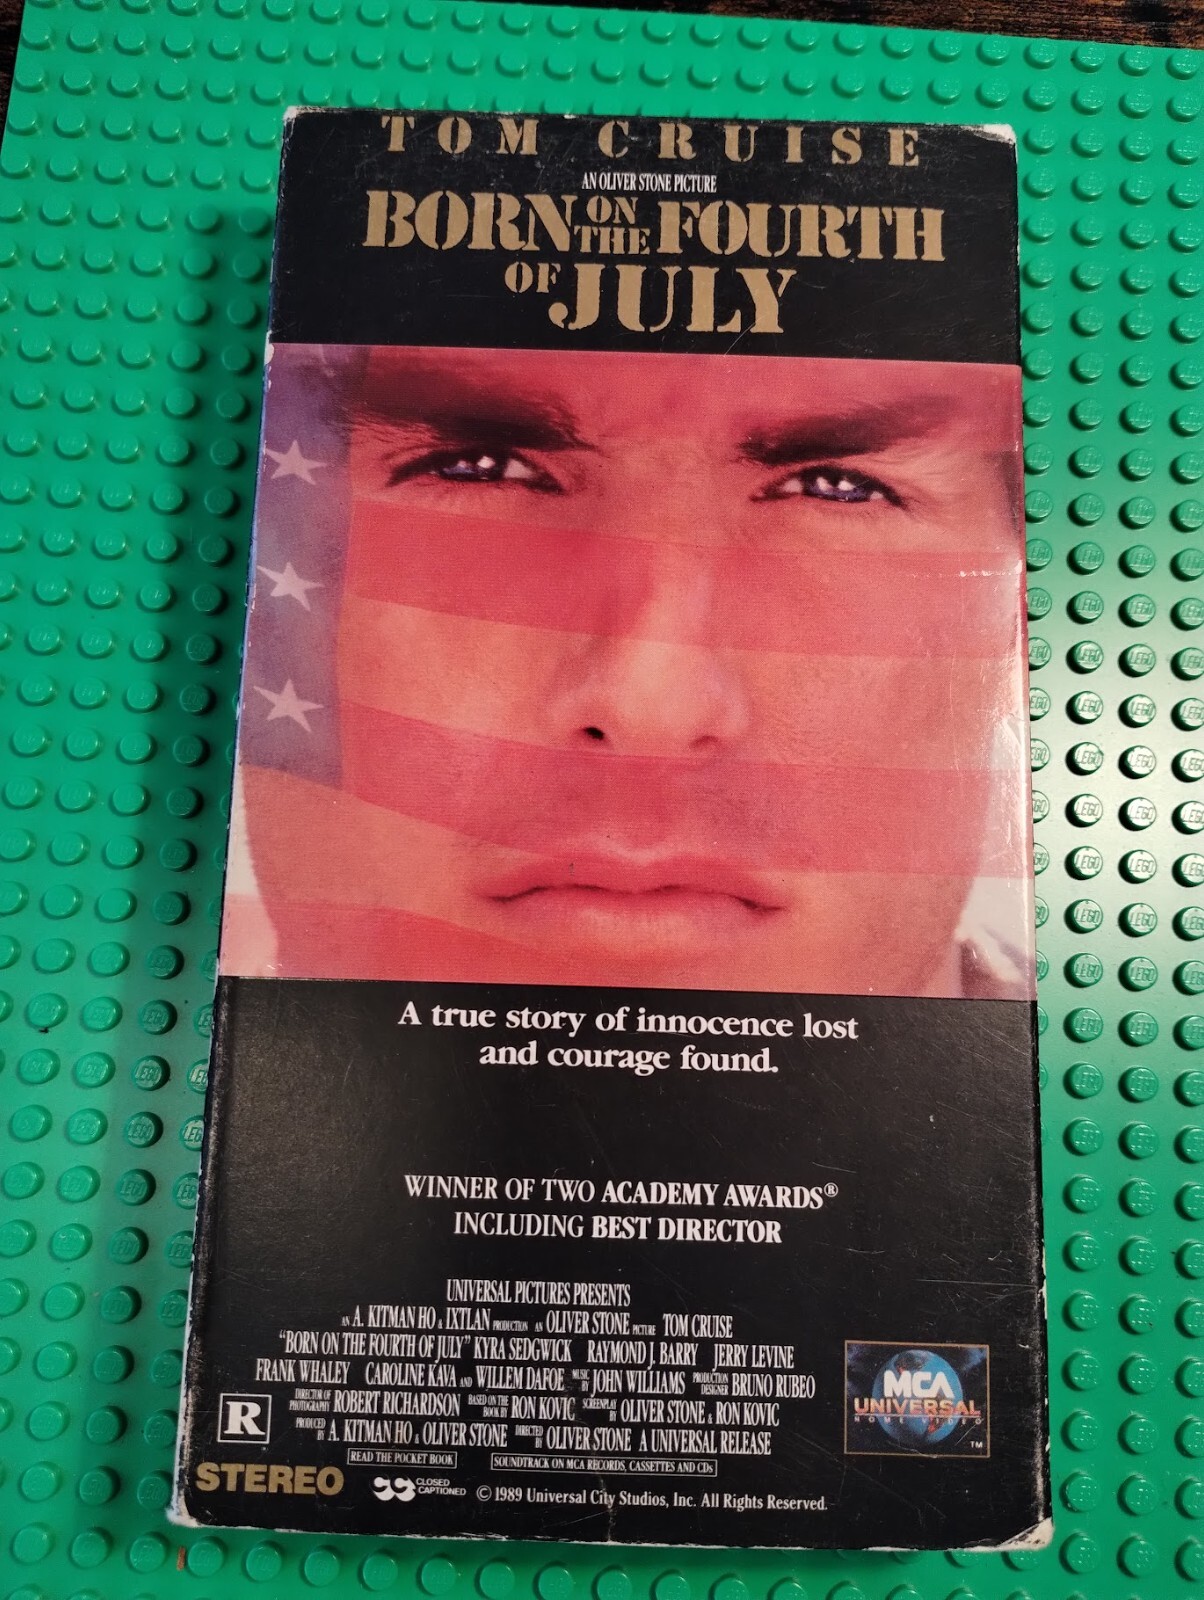 TOM CRUISE
AN OLIVER STONE PICTURE
BORN ON THE FOURTH
OF JULY
A true story of innocence lost
and courage found.
WINNER OF TWO ACADEMY AWARDS®
INCLUDING BEST DIRECTOR
UNIVERSAL PICTURES PRESENTS
AN A. KITMAN HO & IXTLAN PRODUCTION AN OLIVER STONE PICTURE TOM CRUISE
"BORN ON THE FOURTH OF JULY" KYRA SEDGWICK RAYMOND J. BARRY JERRY LEVINE
FRANK WHALEY CAROLINE KAVA AND WILLEM DAFOE MUSIC BY JOHN WILLIAMS PRODUCTION DESIGNER BRUNO RUBEO
DIRECTOR OF PHOTOGRAPHY ROBERT RICHARDSON BASED ON THE BOOK BY RON KOVIC SCREENPLAY BY OLIVER STONE & RON KOVIC
PRODUCED BY A. KITMAN HO & OLIVER STONE DIRECTED BY OLIVER STONE A UNIVERSAL RELEASE
R
READ THE POCKET BOOK
SOUNDTRACK ON MCA RECORDS, CASSETTES AND CDs
STEREO
CC CLOSED CAPTIONED
© 1989 Universal City Studios, Inc. All Rights Reserved.
MCA
UNIVERSAL
HOME VIDEO
TM
LEGO